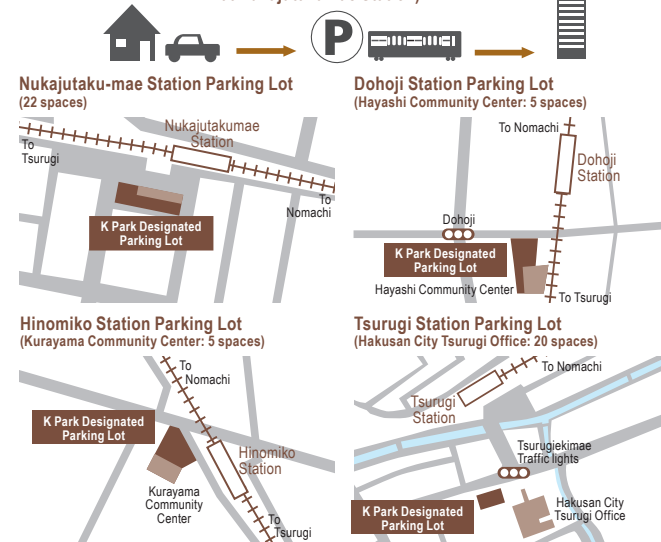 P
Nukajutaku-mae Station Parking Lot
(22 spaces)
Nukajutakumae
Station
To
Tsurugi
To
Nomachi
K Park Designated
Parking Lot
Dohoji Station Parking Lot
(Hayashi Community Center: 5 spaces)
To Nomachi
Dohoji
Station
Dohoji
K Park Designated
Parking Lot
Hayashi Community Center
To Tsurugi
Hinomiko Station Parking Lot
(Kurayama Community Center: 5 spaces)
To
Nomachi
K Park Designated
Parking Lot
Hinomiko
Station
Kurayama
Community
Center
To
Tsurugi
Tsurugi Station Parking Lot
(Hakusan City Tsurugi Office: 20 spaces)
To Nomachi
Tsurugi
Station
Tsurugiekimae
Traffic lights
K Park Designated
Parking Lot
Hakusan City
Tsurugi Office